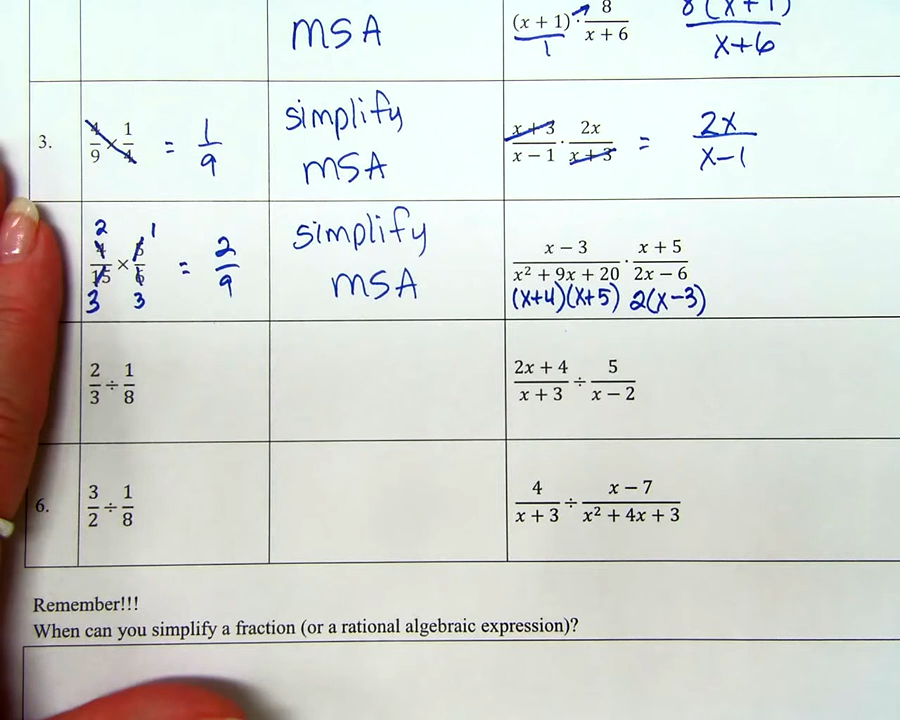 MSA
(x + 1) · 8/(x + 6)
1
8(x+1)/(x+6)
3.
4/9 × 1/4 = 1/9
simplify
MSA
(x + 3)/(x − 1) · 2x/(x + 3) = 2x/(x−1)
2 1
4/15 × 5/6 = 2/9
3 3
simplify
MSA
(x − 3)/(x² + 9x + 20) · (x + 5)/(2x − 6)
(x+4)(x+5) 2(x−3)
2/3 ÷ 1/8
(2x + 4)/(x + 3) ÷ 5/(x − 2)
6.
3/2 ÷ 1/8
4/(x + 3) ÷ (x − 7)/(x² + 4x + 3)
Remember!!!
When can you simplify a fraction (or a rational algebraic expression)?